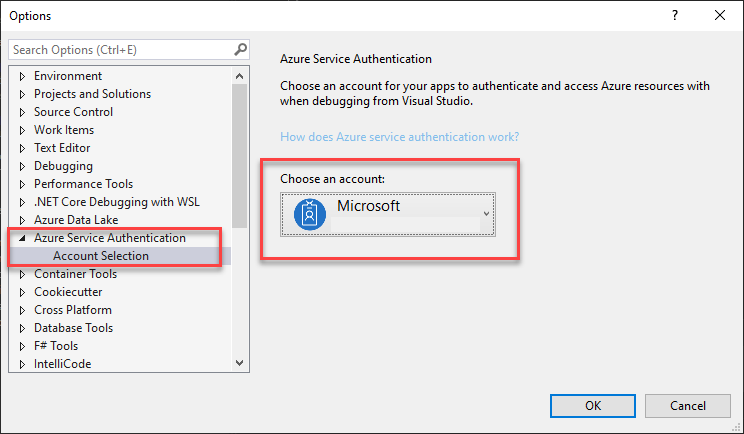 Options
?
Search Options (Ctrl+E)
Environment
Projects and Solutions
Source Control
Work Items
Text Editor
Debugging
Performance Tools
.NET Core Debugging with WSL
Azure Data Lake
Azure Service Authentication
Account Selection
Container Tools
Cookiecutter
Cross Platform
Database Tools
F# Tools
IntelliCode
Azure Service Authentication
Choose an account for your apps to authenticate and access Azure resources with
when debugging from Visual Studio.
How does Azure service authentication work?
Choose an account:
Microsoft
OK
Cancel